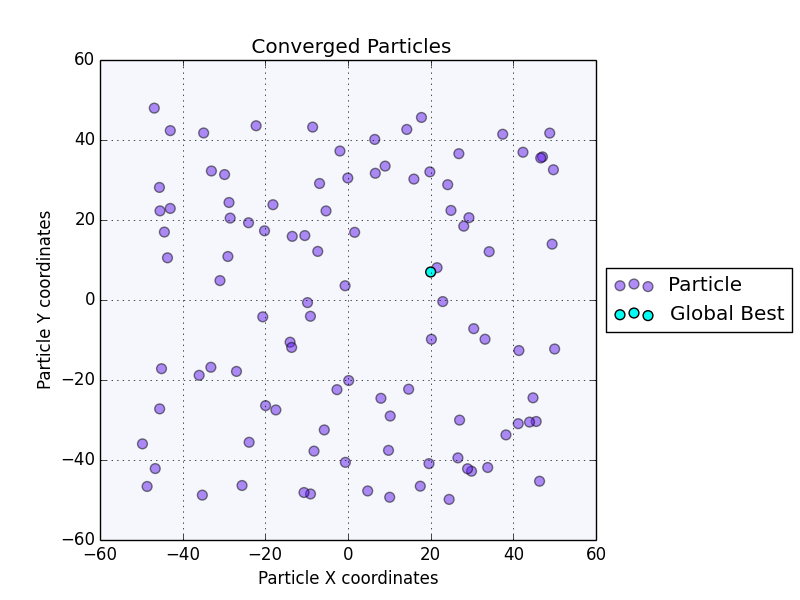 Converged Particles
60
40
20
0
−20
−40
−60
−60
−40
−20
0
20
40
60
Particle Y coordinates
Particle X coordinates
Particle
Global Best